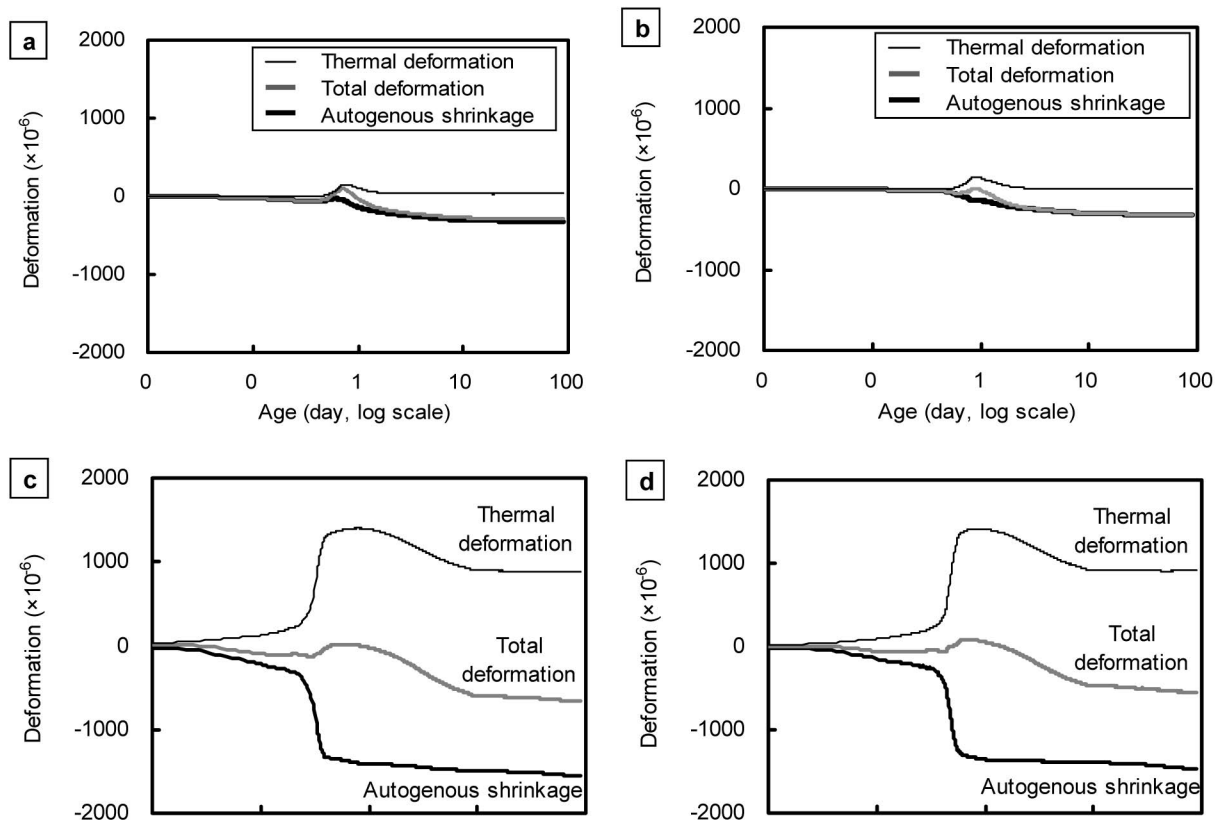 a
2000
1000
0
-1000
-2000
Deformation (×10⁻⁶)
Thermal deformation
Total deformation
Autogenous shrinkage
0
0
1
10
100
Age (day, log scale)
b
2000
1000
0
-1000
-2000
Deformation (×10⁻⁶)
Thermal deformation
Total deformation
Autogenous shrinkage
0
0
1
10
100
Age (day, log scale)
c
2000
1000
0
-1000
-2000
Deformation (×10⁻⁶)
Thermal
deformation
Total
deformation
Autogenous shrinkage
d
2000
1000
0
-1000
-2000
Deformation (×10⁻⁶)
Thermal
deformation
Total
deformation
Autogenous shrinkage